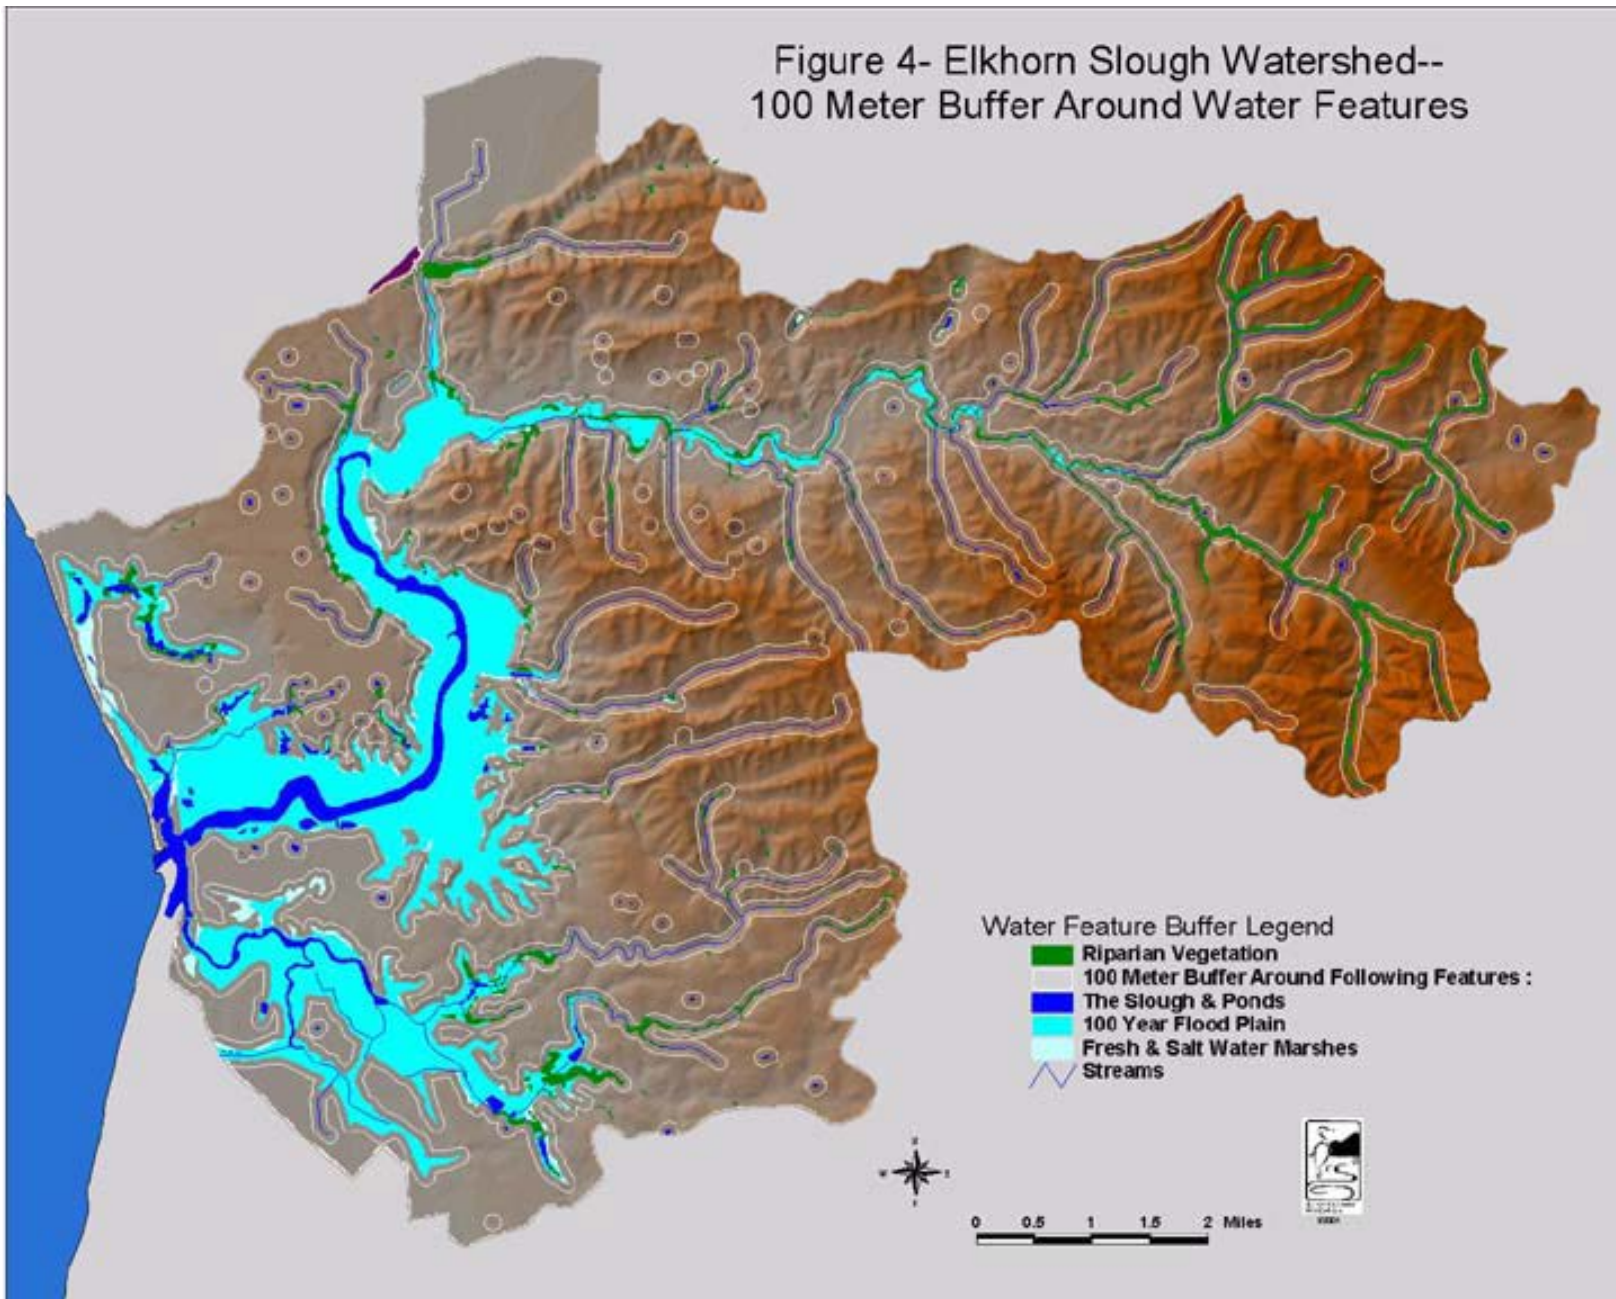 Figure 4- Elkhorn Slough Watershed--
100 Meter Buffer Around Water Features
Water Feature Buffer Legend
Riparian Vegetation
100 Meter Buffer Around Following Features :
The Slough & Ponds
100 Year Flood Plain
Fresh & Salt Water Marshes
Streams
0 0.5 1 1.5 2 Miles